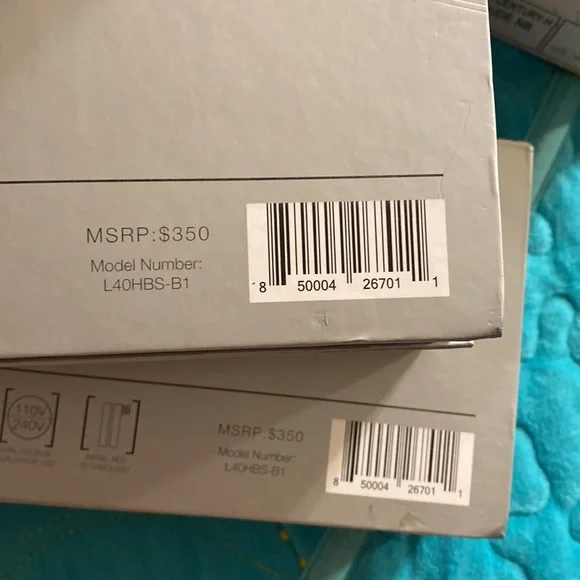 MSRP:$350
Model Number:
L40HBS-B1
8 50004 26701 1
110V
240V
MSRP:$350
Model Number:
L40HBS-B1
8 50004 26701 1